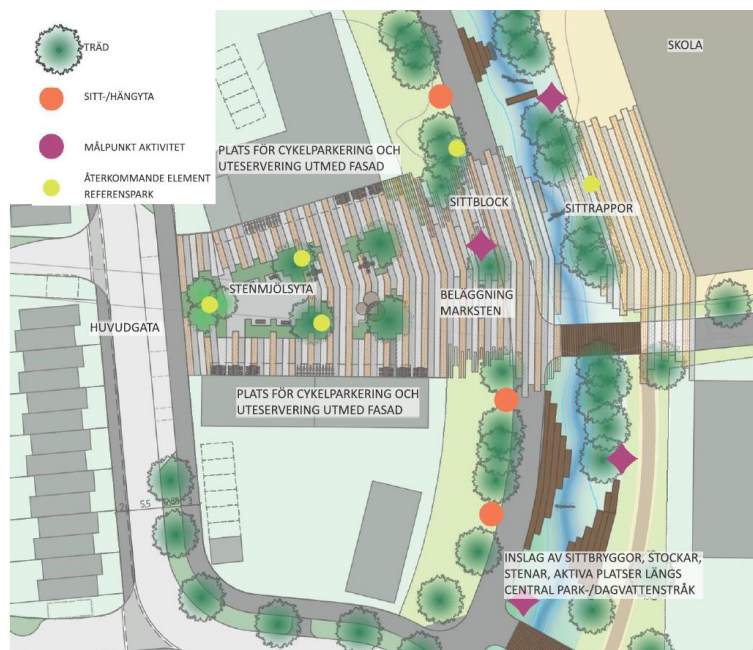 TRÄD
SITT-/HÄNGYTA
MÅLPUNKT AKTIVITET
ÅTERKOMMANDE ELEMENT
REFERENSPARK
SKOLA
PLATS FÖR CYKELPARKERING OCH
UTESERVERING UTMED FASAD
SITTBLOCK
SITTRAPPOR
STENMJÖLSYTA
BELÄGGNING
MARKSTEN
HUVUDGATA
PLATS FÖR CYKELPARKERING OCH
UTESERVERING UTMED FASAD
INSLAG AV SITTBRYGGOR, STOCKAR,
STENAR, AKTIVA PLATSER LÄNGS
CENTRAL PARK-/DAGVATTENSTRÅK